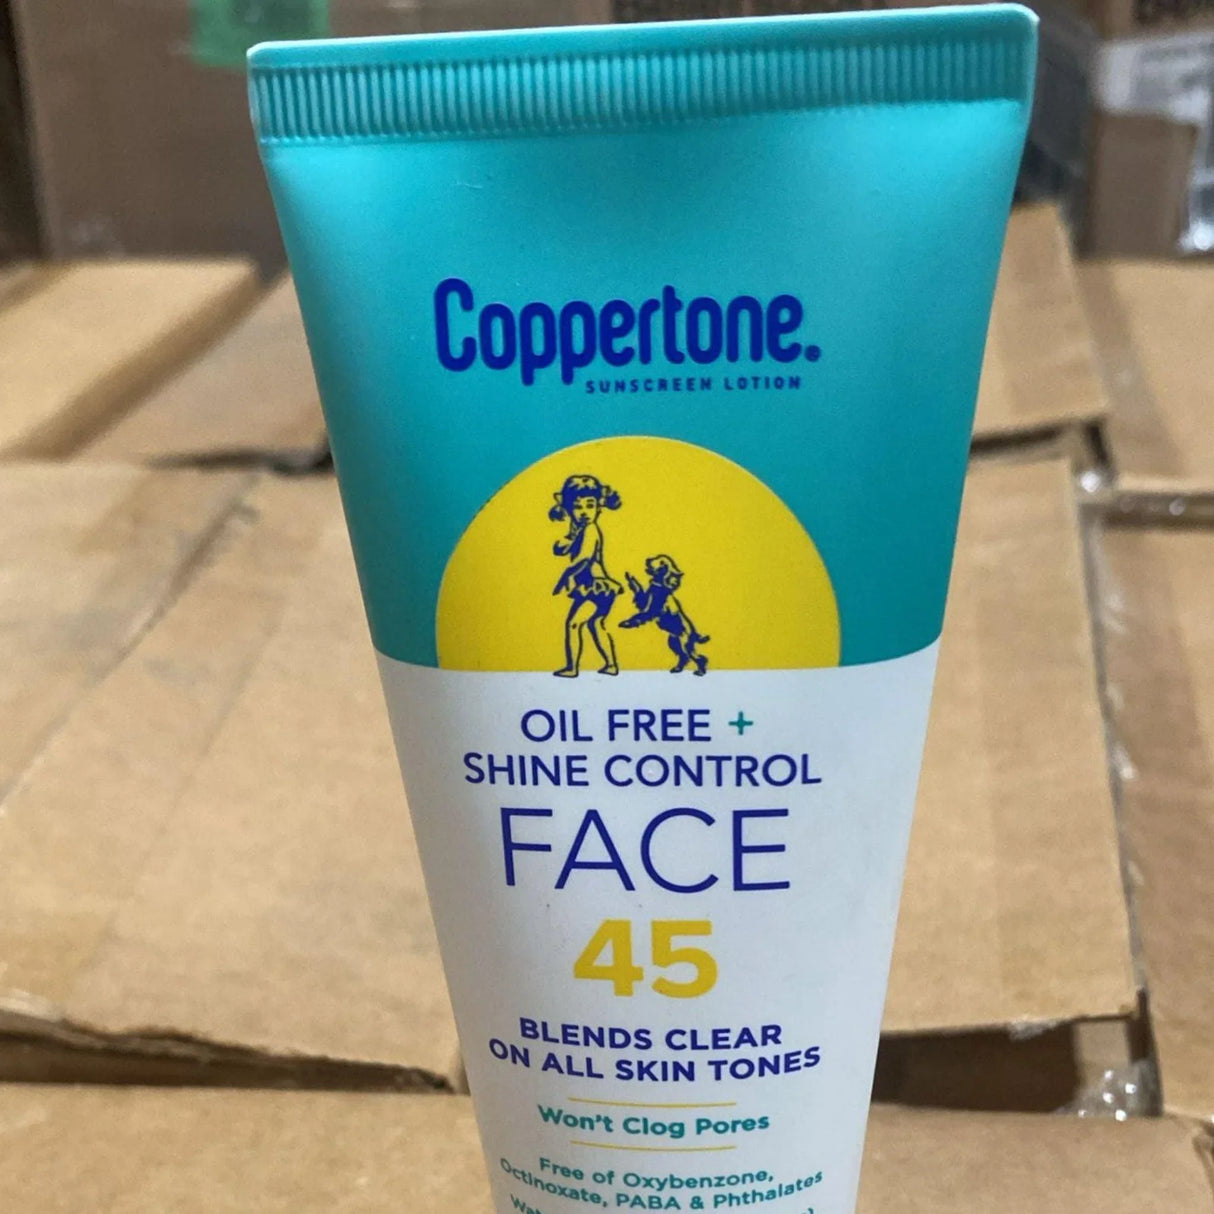 Coppertone®
SUNSCREEN LOTION
OIL FREE +
SHINE CONTROL
FACE
45
BLENDS CLEAR
ON ALL SKIN TONES
Won't Clog Pores
Free of Oxybenzone,
Octinoxate, PABA & Phthalates